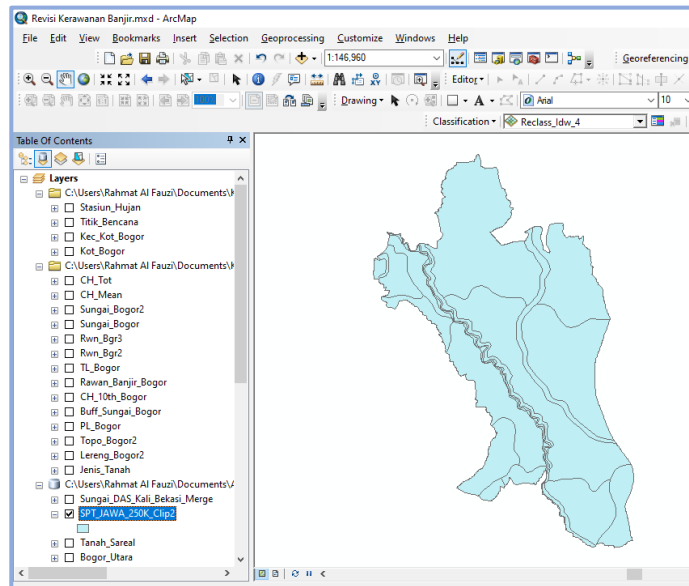 Revisi Kerawanan Banjir.mxd - ArcMap
File Edit View Bookmarks Insert Selection Geoprocessing Customize Windows Help
1:146,960 Georeferencing
Editor
Drawing A Arial 10
Classification Reclass_Idw_4
Table Of Contents
Layers
C:\Users\Rahmat Al Fauzi\Documents\K
Stasiun_Hujan
Titik_Bencana
Kec_Kot_Bogor
Kot_Bogor
C:\Users\Rahmat Al Fauzi\Documents\K
CH_Tot
CH_Mean
Sungai_Bogor2
Sungai_Bogor
Rwn_Bgr3
Rwn_Bgr2
TL_Bogor
Rawan_Banjir_Bogor
CH_10th_Bogor
Buff_Sungai_Bogor
PL_Bogor
Topo_Bogor2
Lereng_Bogor2
Jenis_Tanah
C:\Users\Rahmat Al Fauzi\Documents\A
Sungai_DAS_Kali_Bekasi_Merge
SPT_JAWA_250K_Clip2
Tanah_Sareal
Bogor_Utara